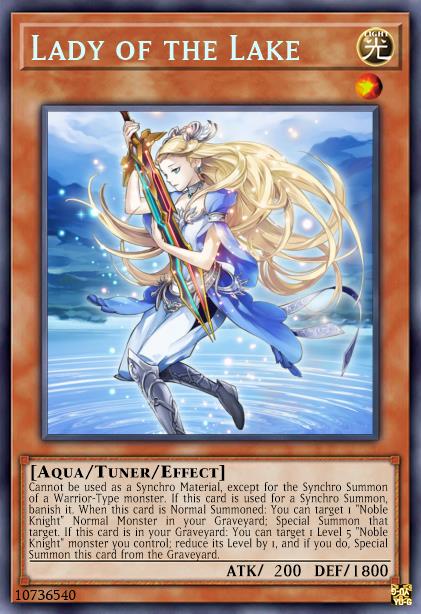 LADY OF THE LAKE
LIGHT
光
[AQUA/TUNER/EFFECT]
Cannot be used as a Synchro Material, except for the Synchro Summon
of a Warrior-Type monster. If this card is used for a Synchro Summon,
banish it. When this card is Normal Summoned: You can target 1 "Noble
Knight" Normal Monster in your Graveyard; Special Summon that
target. If this card is in your Graveyard: You can target 1 Level 5 "Noble
Knight" monster you control; reduce its Level by 1, and if you do, Special
Summon this card from the Graveyard.
ATK/ 200 DEF/1800
10736540